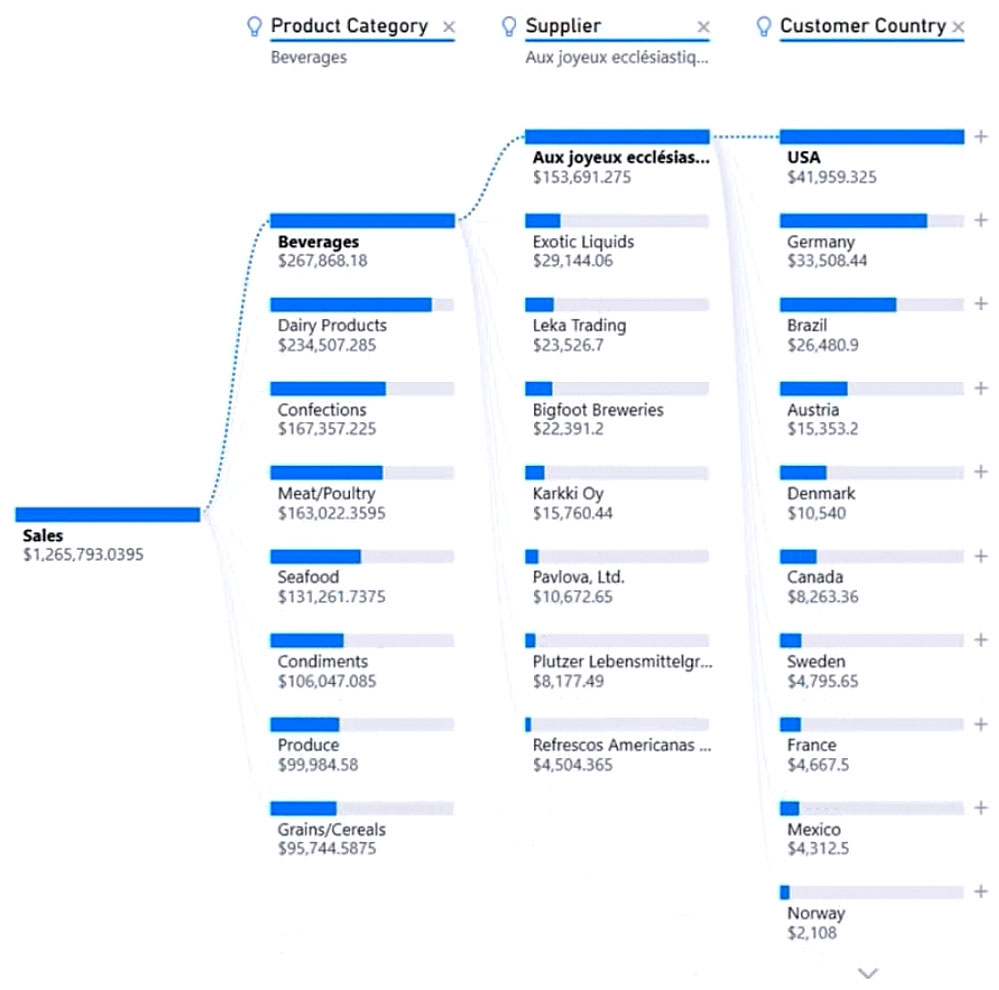 Product Category
Beverages
Supplier
Aux joyeux ecclésiastiq...
Customer Country
Sales
$1,265,793.0395
Beverages
$267,868.18
Dairy Products
$234,507.285
Confections
$167,357.225
Meat/Poultry
$163,022.3595
Seafood
$131,261.7375
Condiments
$106,047.085
Produce
$99,984.58
Grains/Cereals
$95,744.5875
Aux joyeux ecclésias...
$153,691.275
Exotic Liquids
$29,144.06
Leka Trading
$23,526.7
Bigfoot Breweries
$22,391.2
Karkki Oy
$15,760.44
Pavlova, Ltd.
$10,672.65
Plutzer Lebensmittelgr...
$8,177.49
Refrescos Americanas ...
$4,504.365
USA
$41,959.325
Germany
$33,508.44
Brazil
$26,480.9
Austria
$15,353.2
Denmark
$10,540
Canada
$8,263.36
Sweden
$4,795.65
France
$4,667.5
Mexico
$4,312.5
Norway
$2,108